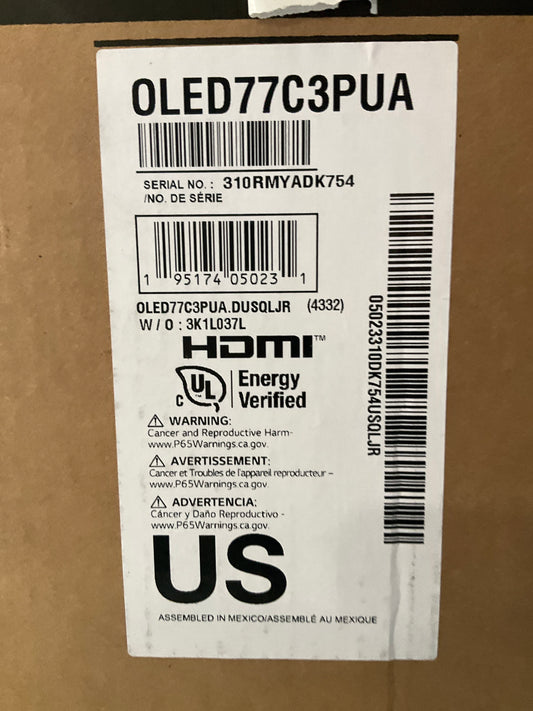 OLED77C3PUA
SERIAL NO. : 310RMYADK754
/NO. DE SÉRIE
1 95174 05023 1
OLED77C3PUA.DUSQLJR (4332)
W / O : 3K1L037L
HDMI™
C UL Energy
Verified
WARNING:
Cancer and Reproductive Harm-
www.P65Warnings.ca.gov.
AVERTISSEMENT:
Cancer et Troubles de l'appareil reproducteur –
www.P65Warnings.ca.gov.
ADVERTENCIA:
Cáncer y Daño Reproductivo -
www.P65Warnings.ca.gov.
US
ASSEMBLED IN MEXICO/ASSEMBLÉ AU MEXIQUE
05023310DK754USQLJR